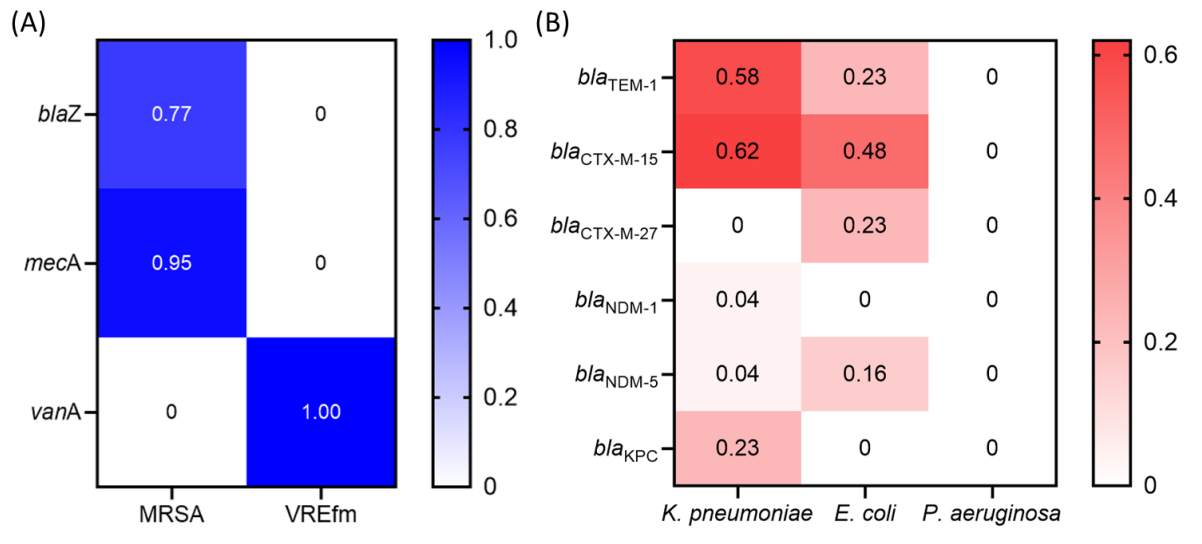 (A)
blaZ
0.77
0
mecA
0.95
0
vanA
0
1.00
MRSA
VREfm
1.0
0.8
0.6
0.4
0.2
0
(B)
blaTEM-1
0.58
0.23
0
blaCTX-M-15
0.62
0.48
0
blaCTX-M-27
0
0.23
0
blaNDM-1
0.04
0
0
blaNDM-5
0.04
0.16
0
blaKPC
0.23
0
0
K. pneumoniae
E. coli
P. aeruginosa
0.6
0.4
0.2
0